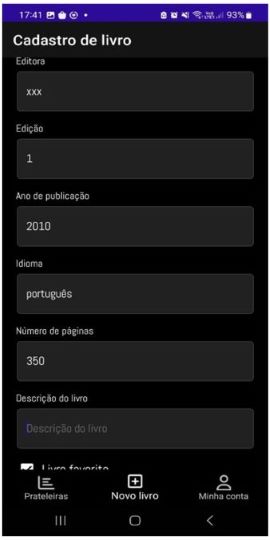 17:41 93%
Cadastro de livro
Editora
xxx
Edição
1
Ano de publicação
2010
Idioma
português
Número de páginas
350
Descrição do livro
Descrição do livro
Livro favorito
Prateleiras Novo livro Minha conta